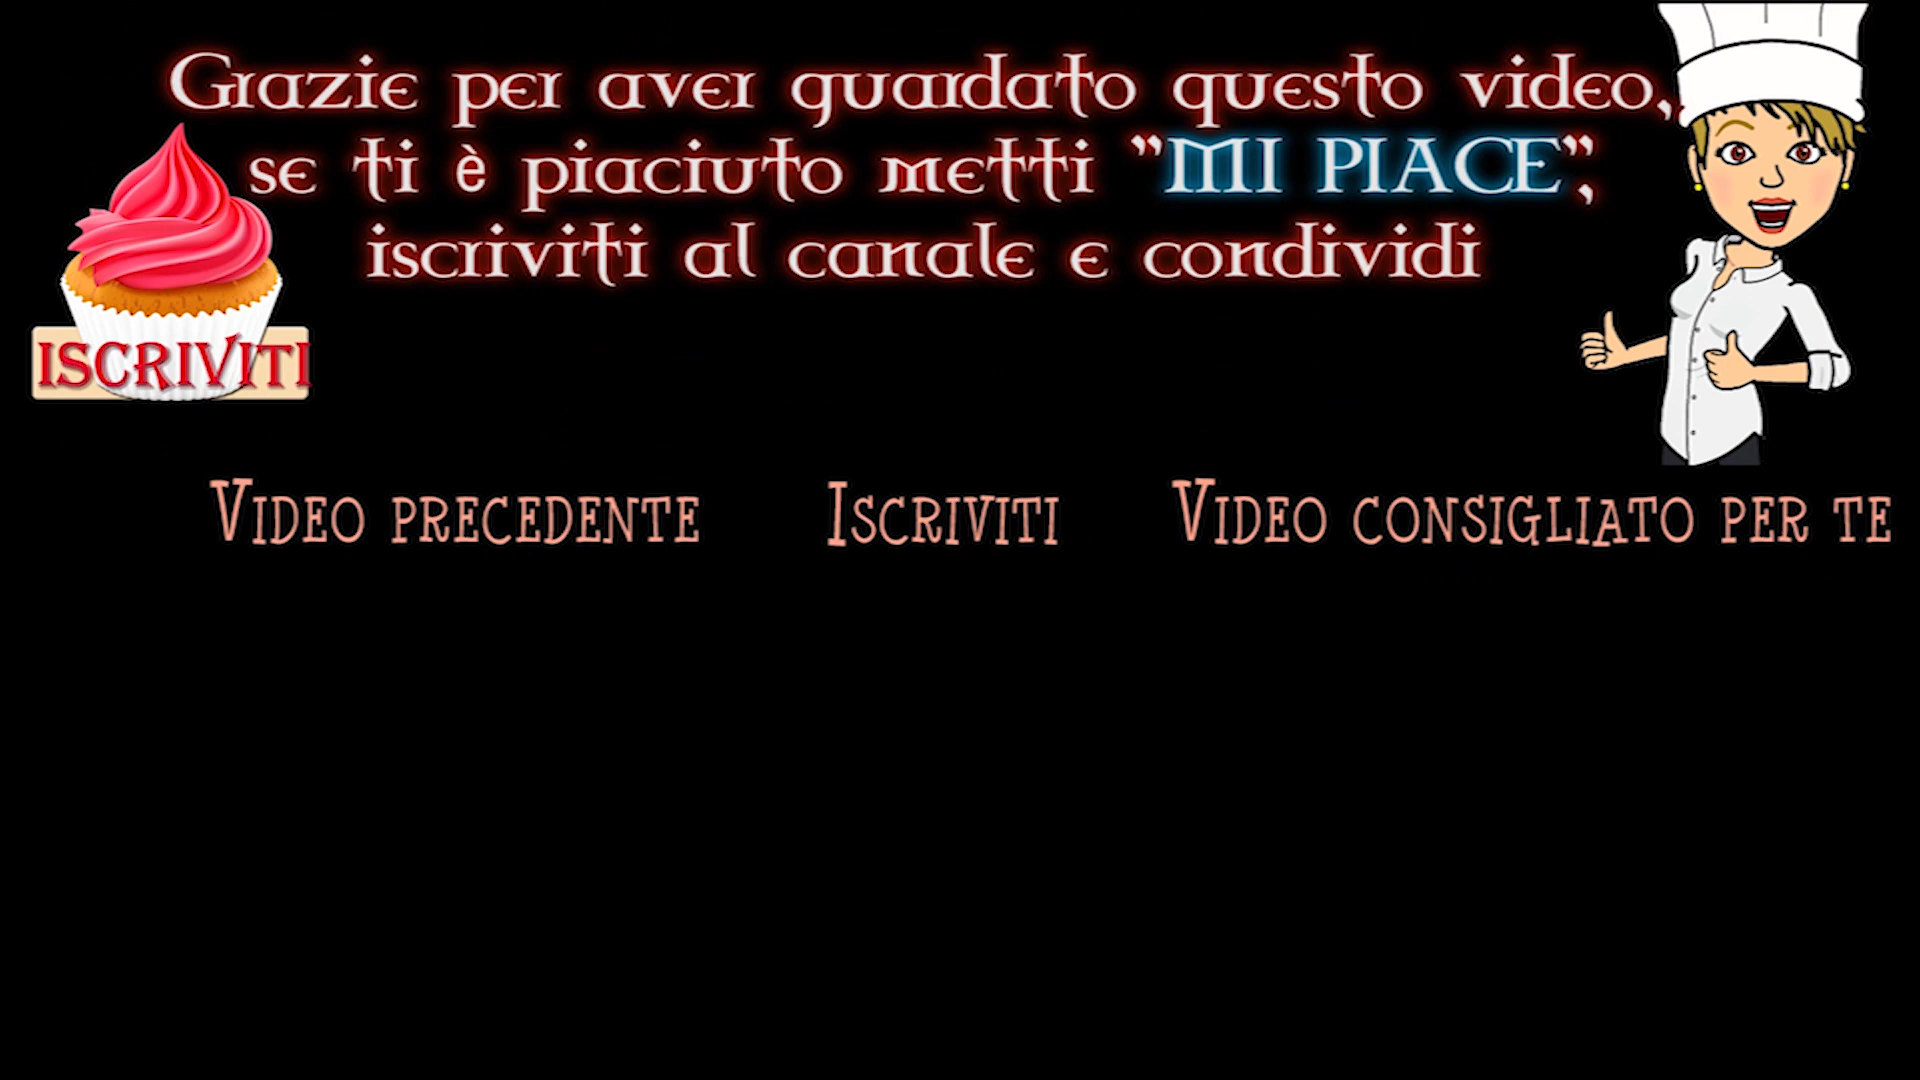 Grazie per aver guardato questo video,
se ti è piaciuto metti "MI PIACE",
iscriviti al canale e condividi
ISCRIVITI
Video precedente
Iscriviti
Video consigliato per te